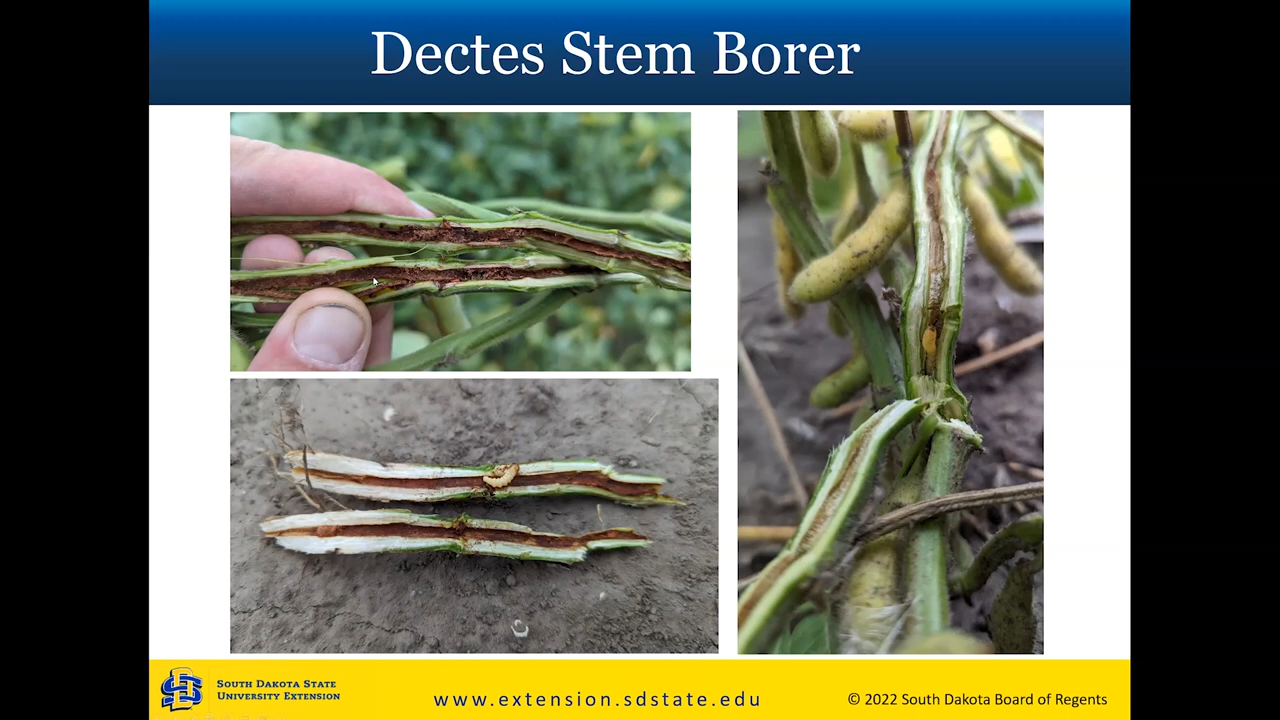 Dectes Stem Borer
SOUTH DAKOTA STATE
UNIVERSITY EXTENSION
www.extension.sdstate.edu
© 2022 South Dakota Board of Regents